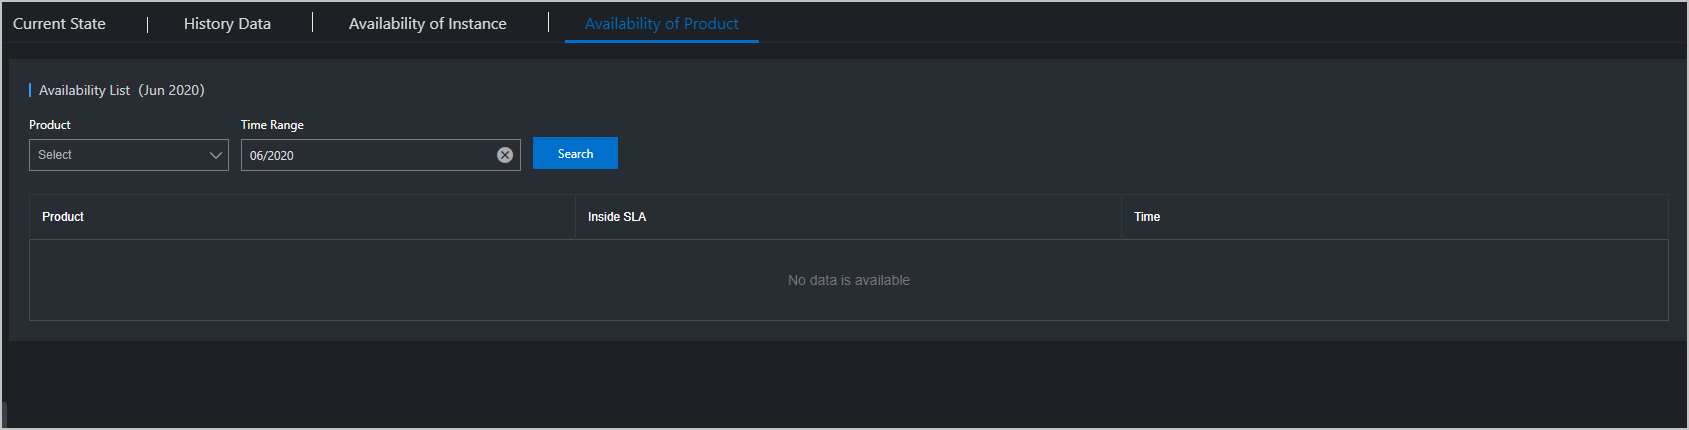 Current State | History Data | Availability of Instance | Availability of Product
Availability List (Jun 2020)
Product Time Range
Select 06/2020 Search
Product Inside SLA Time
No data is available